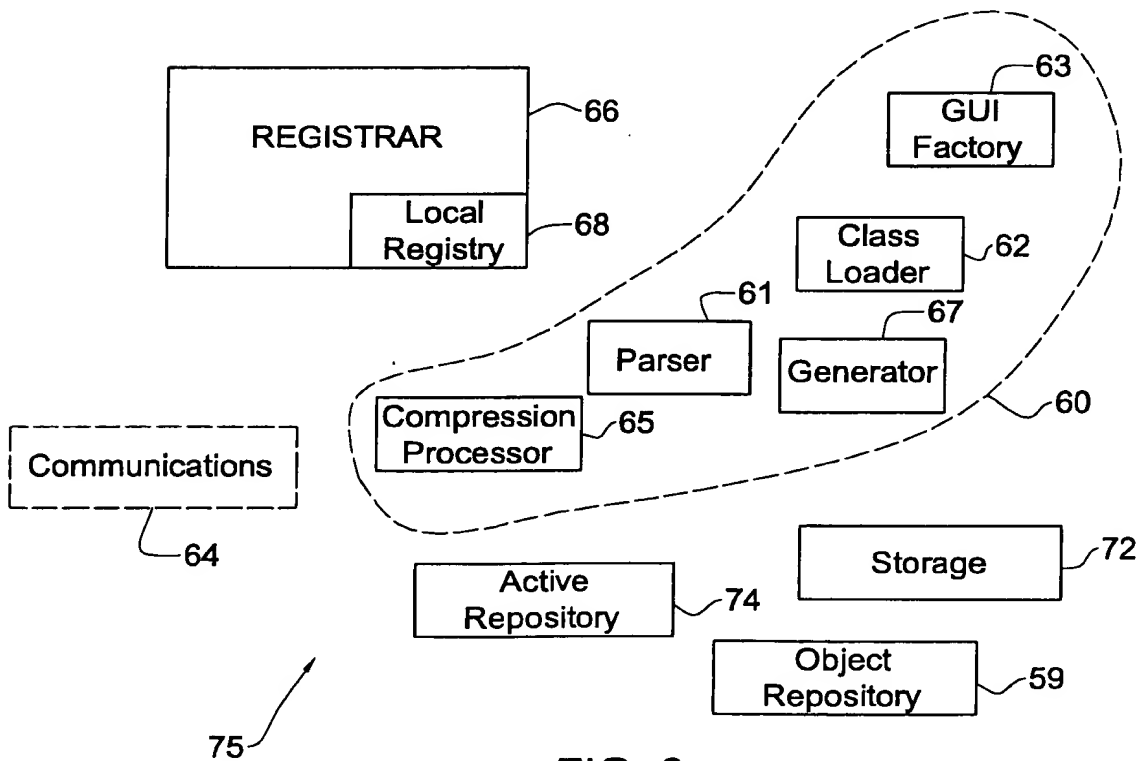 63
GUI
Factory
66
REGISTRAR
Local
Registry
68
Class
Loader
62
61
Parser
67
Generator
60
Compression
Processor
65
Communications
64
Storage
72
Active
Repository
74
Object
Repository
59
75